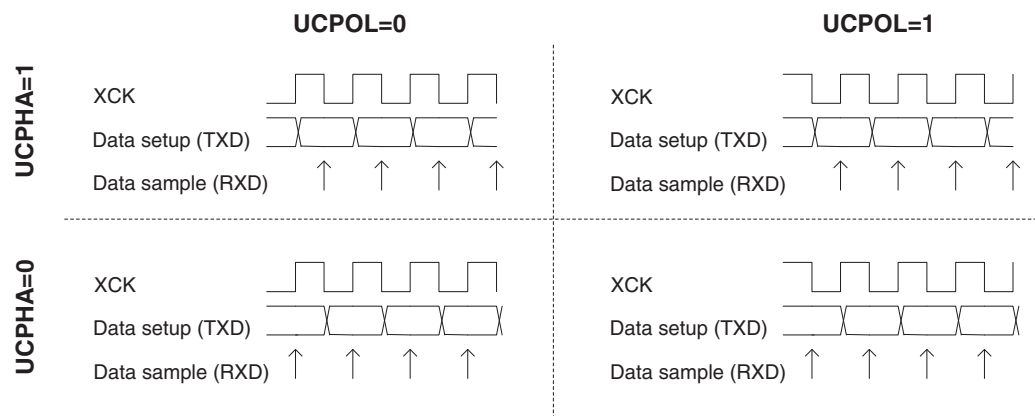 UCPOL=0
UCPOL=1
UCPHA=1
XCK
Data setup (TXD)
Data sample (RXD)
XCK
Data setup (TXD)
Data sample (RXD)
UCPHA=0
XCK
Data setup (TXD)
Data sample (RXD)
XCK
Data setup (TXD)
Data sample (RXD)